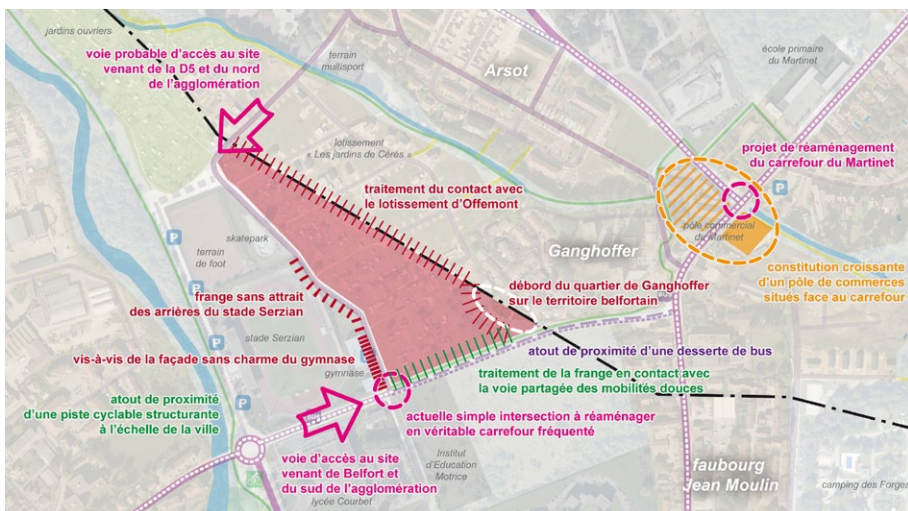 jardins ouvriers
voie probable d'accès au site
venant de la D5 et du nord
de l'agglomération
terrain
multisport
Arsot
école primaire
du Martinet
lotissement
« Les jardins de Cérès »
projet de réaménagement
du carrefour du Martinet
traitement du contact avec
le lotissement d'Offemont
P
pôle commercial
du Martinet
skatepark
P
terrain
de foot
Ganghoffer
constitution croissante
d'un pôle de commerces
situés face au carrefour
débord du quartier de Ganghoffer
sur le territoire belfortain
frange sans attrait
des arrières du stade Serzian
stade Serzian
atout de proximité d'une desserte de bus
vis-à-vis de la façade sans charme du gymnase
P
gymnase
traitement de la frange en contact avec
la voie partagée des mobilités douces
atout de proximité
d'une piste cyclable structurante
à l'échelle de la ville
P
actuelle simple intersection à réaménager
en véritable carrefour fréquenté
voie d'accès au site
venant de Belfort et
du sud de l'agglomération
Institut
d'Education
Motrice
lycée Courbet
faubourg
Jean Moulin
camping des Forges